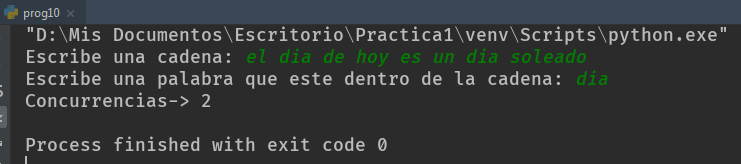 prog10 ×
"D:\Mis Documentos\Escritorio\Practica1\venv\Scripts\python.exe"
Escribe una cadena: el dia de hoy es un dia soleado
Escribe una palabra que este dentro de la cadena: dia
Concurrencias-> 2
Process finished with exit code 0